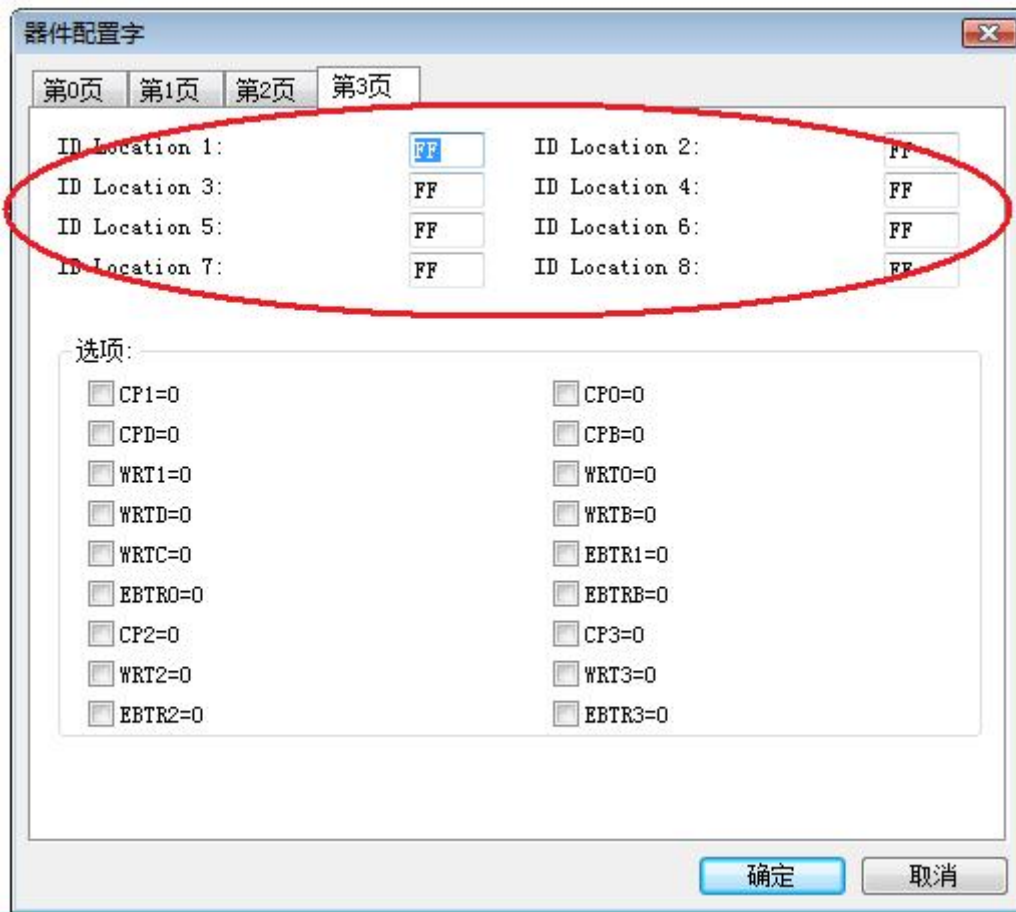 器件配置字
第0页 第1页 第2页 第3页
ID Location 1: FF ID Location 2: FF
ID Location 3: FF ID Location 4: FF
ID Location 5: FF ID Location 6: FF
ID Location 7: FF ID Location 8: FF
选项:
CP1=0 CP0=0
CPD=0 CPB=0
WRT1=0 WRT0=0
WRTD=0 WRTB=0
WRTC=0 EBTR1=0
EBTR0=0 EBTRB=0
CP2=0 CP3=0
WRT2=0 WRT3=0
EBTR2=0 EBTR3=0
确定 取消